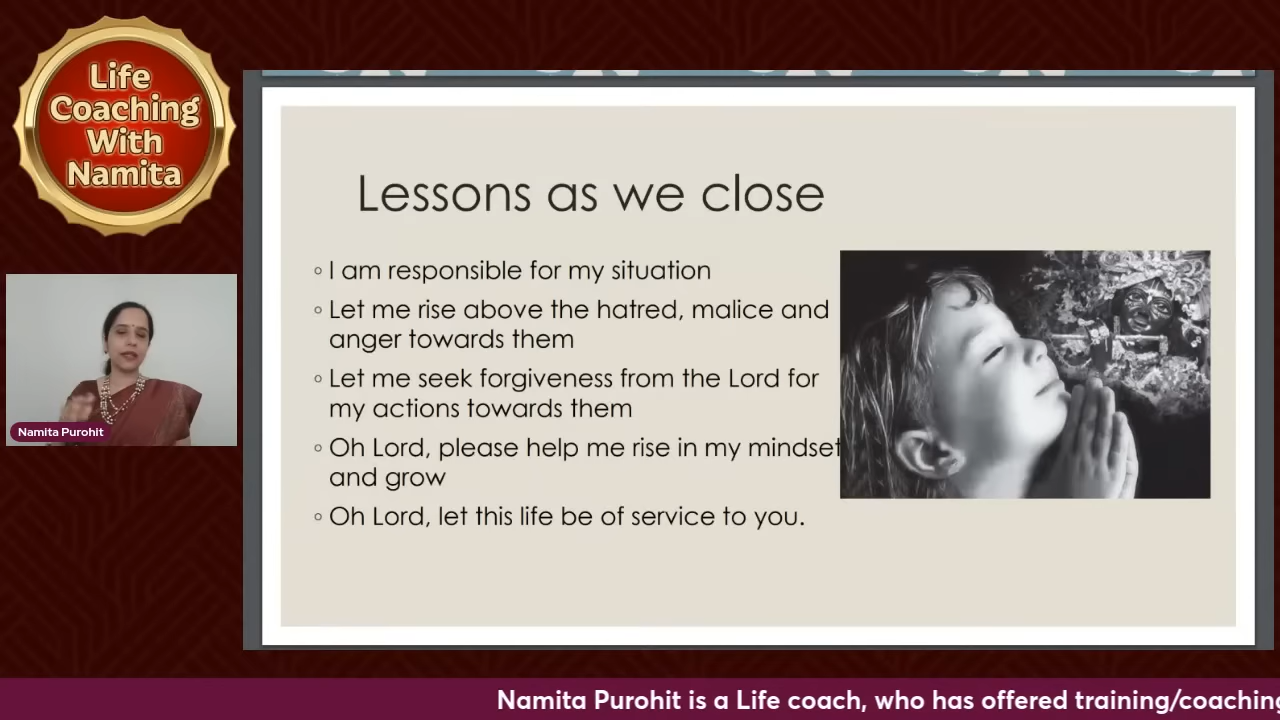 Life
Coaching
With
Namita
Lessons as we close
◦ I am responsible for my situation
◦ Let me rise above the hatred, malice and
anger towards them
◦ Let me seek forgiveness from the Lord for
my actions towards them
◦ Oh Lord, please help me rise in my mindset
and grow
◦ Oh Lord, let this life be of service to you.
Namita Purohit
Namita Purohit is a Life coach, who has offered training/coaching